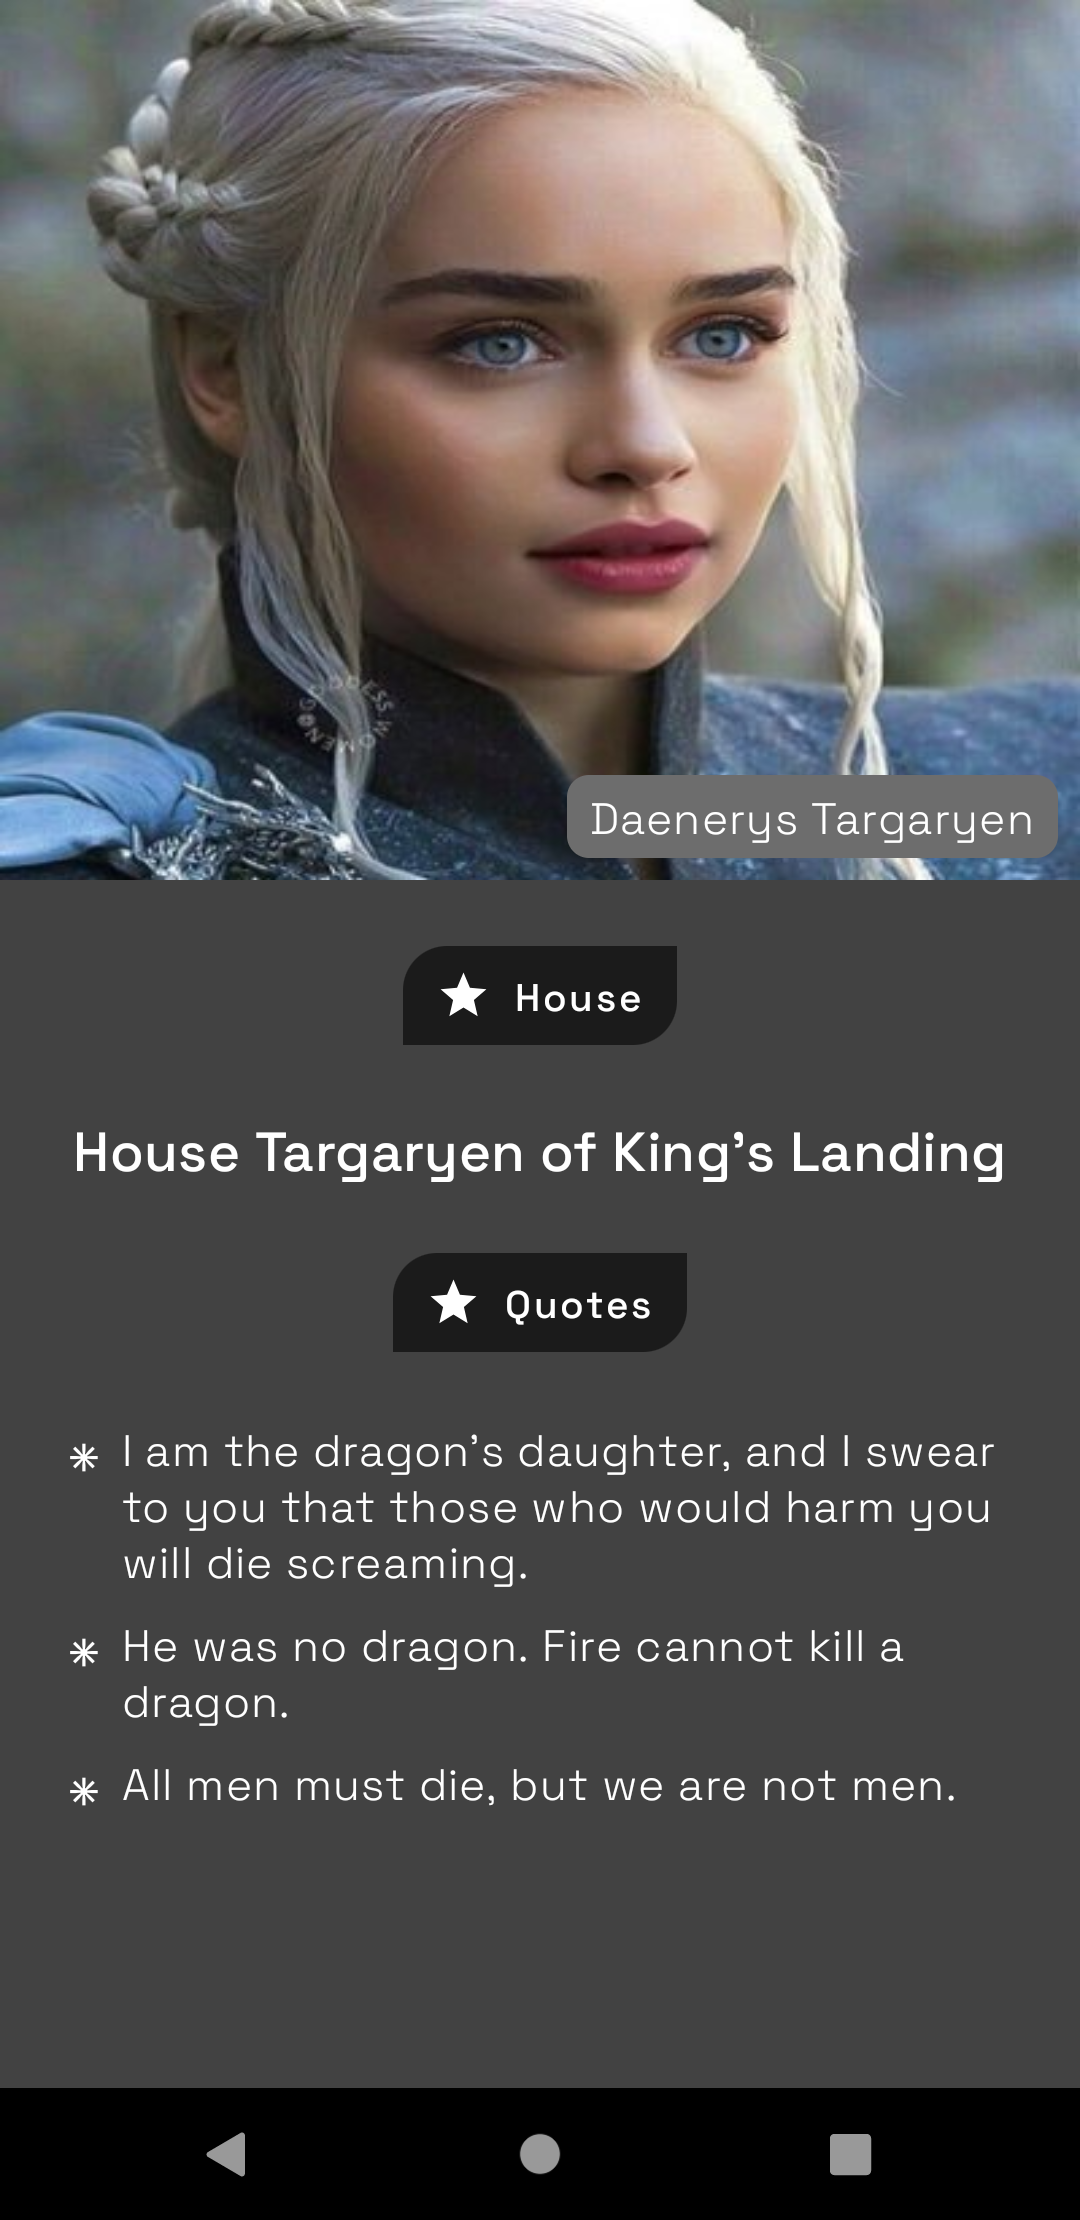 GODDESS WOMEN
Daenerys Targaryen
House
House Targaryen of King's Landing
Quotes
I am the dragon's daughter, and I swear
to you that those who would harm you
will die screaming.
He was no dragon. Fire cannot kill a
dragon.
All men must die, but we are not men.